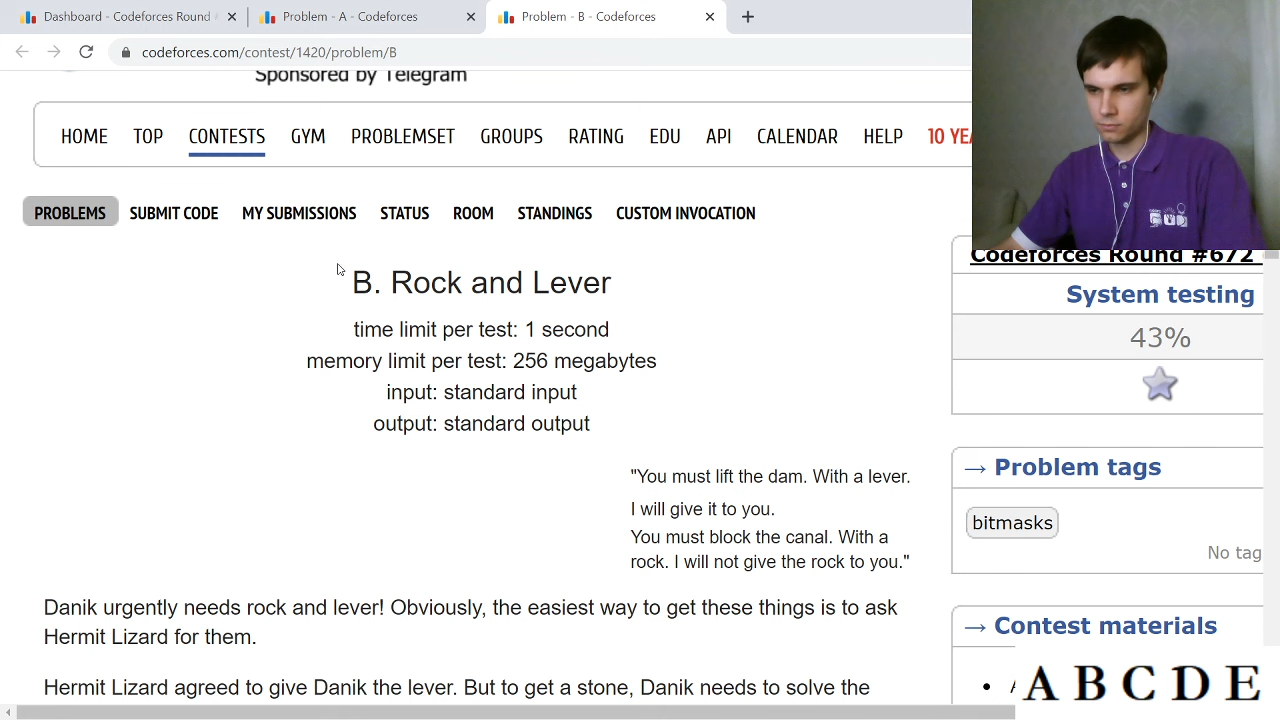 Dashboard - Codeforces Round
Problem - A - Codeforces
Problem - B - Codeforces
codeforces.com/contest/1420/problem/B
Sponsored by Telegram
HOME TOP CONTESTS GYM PROBLEMSET GROUPS RATING EDU API CALENDAR HELP 10 YEA
PROBLEMS SUBMIT CODE MY SUBMISSIONS STATUS ROOM STANDINGS CUSTOM INVOCATION
Codeforces Round #672
System testing
43%
B. Rock and Lever
time limit per test: 1 second
memory limit per test: 256 megabytes
input: standard input
output: standard output
"You must lift the dam. With a lever.
I will give it to you.
You must block the canal. With a
rock. I will not give the rock to you."
Danik urgently needs rock and lever! Obviously, the easiest way to get these things is to ask
Hermit Lizard for them.
Hermit Lizard agreed to give Danik the lever. But to get a stone, Danik needs to solve the
→ Problem tags
bitmasks
No tag
→ Contest materials
A B C D E